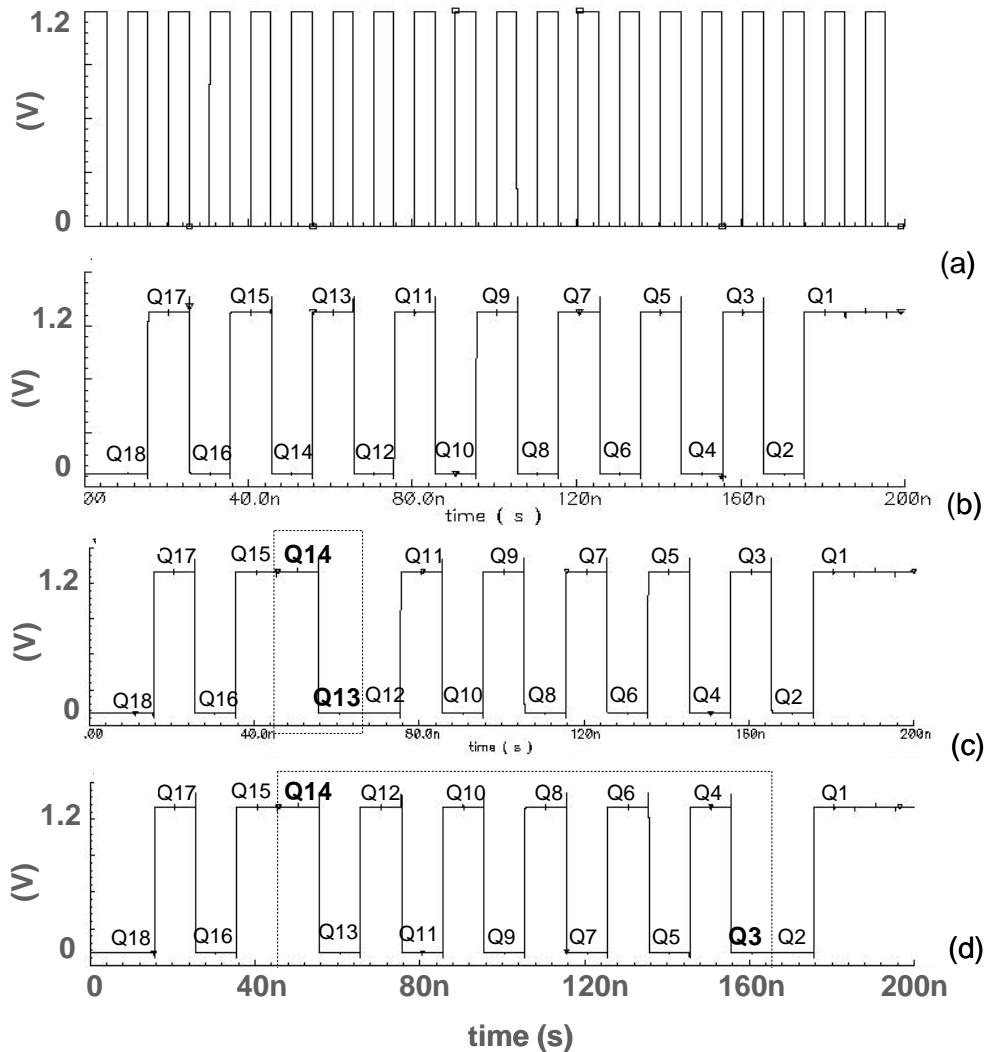 1.2
(V)
0
(a)
Q17 Q15 Q13 Q11 Q9 Q7 Q5 Q3 Q1
1.2
(V)
Q18 Q16 Q14 Q12 Q10 Q8 Q6 Q4 Q2
0
40.0n 80.0n 120n 160n 200n
time ( s )
(b)
Q17 Q15 Q14 Q11 Q9 Q7 Q5 Q3 Q1
1.2
(V)
Q18 Q16 Q13 Q12 Q10 Q8 Q6 Q4 Q2
0
.00 40.0n 80.0n 120n 160n 200n
time ( s )
(c)
Q17 Q15 Q14 Q12 Q10 Q8 Q6 Q4 Q1
1.2
(V)
Q18 Q16 Q13 Q11 Q9 Q7 Q5 Q3 Q2
0
(d)
0 40n 80n 120n 160n 200n
time (s)